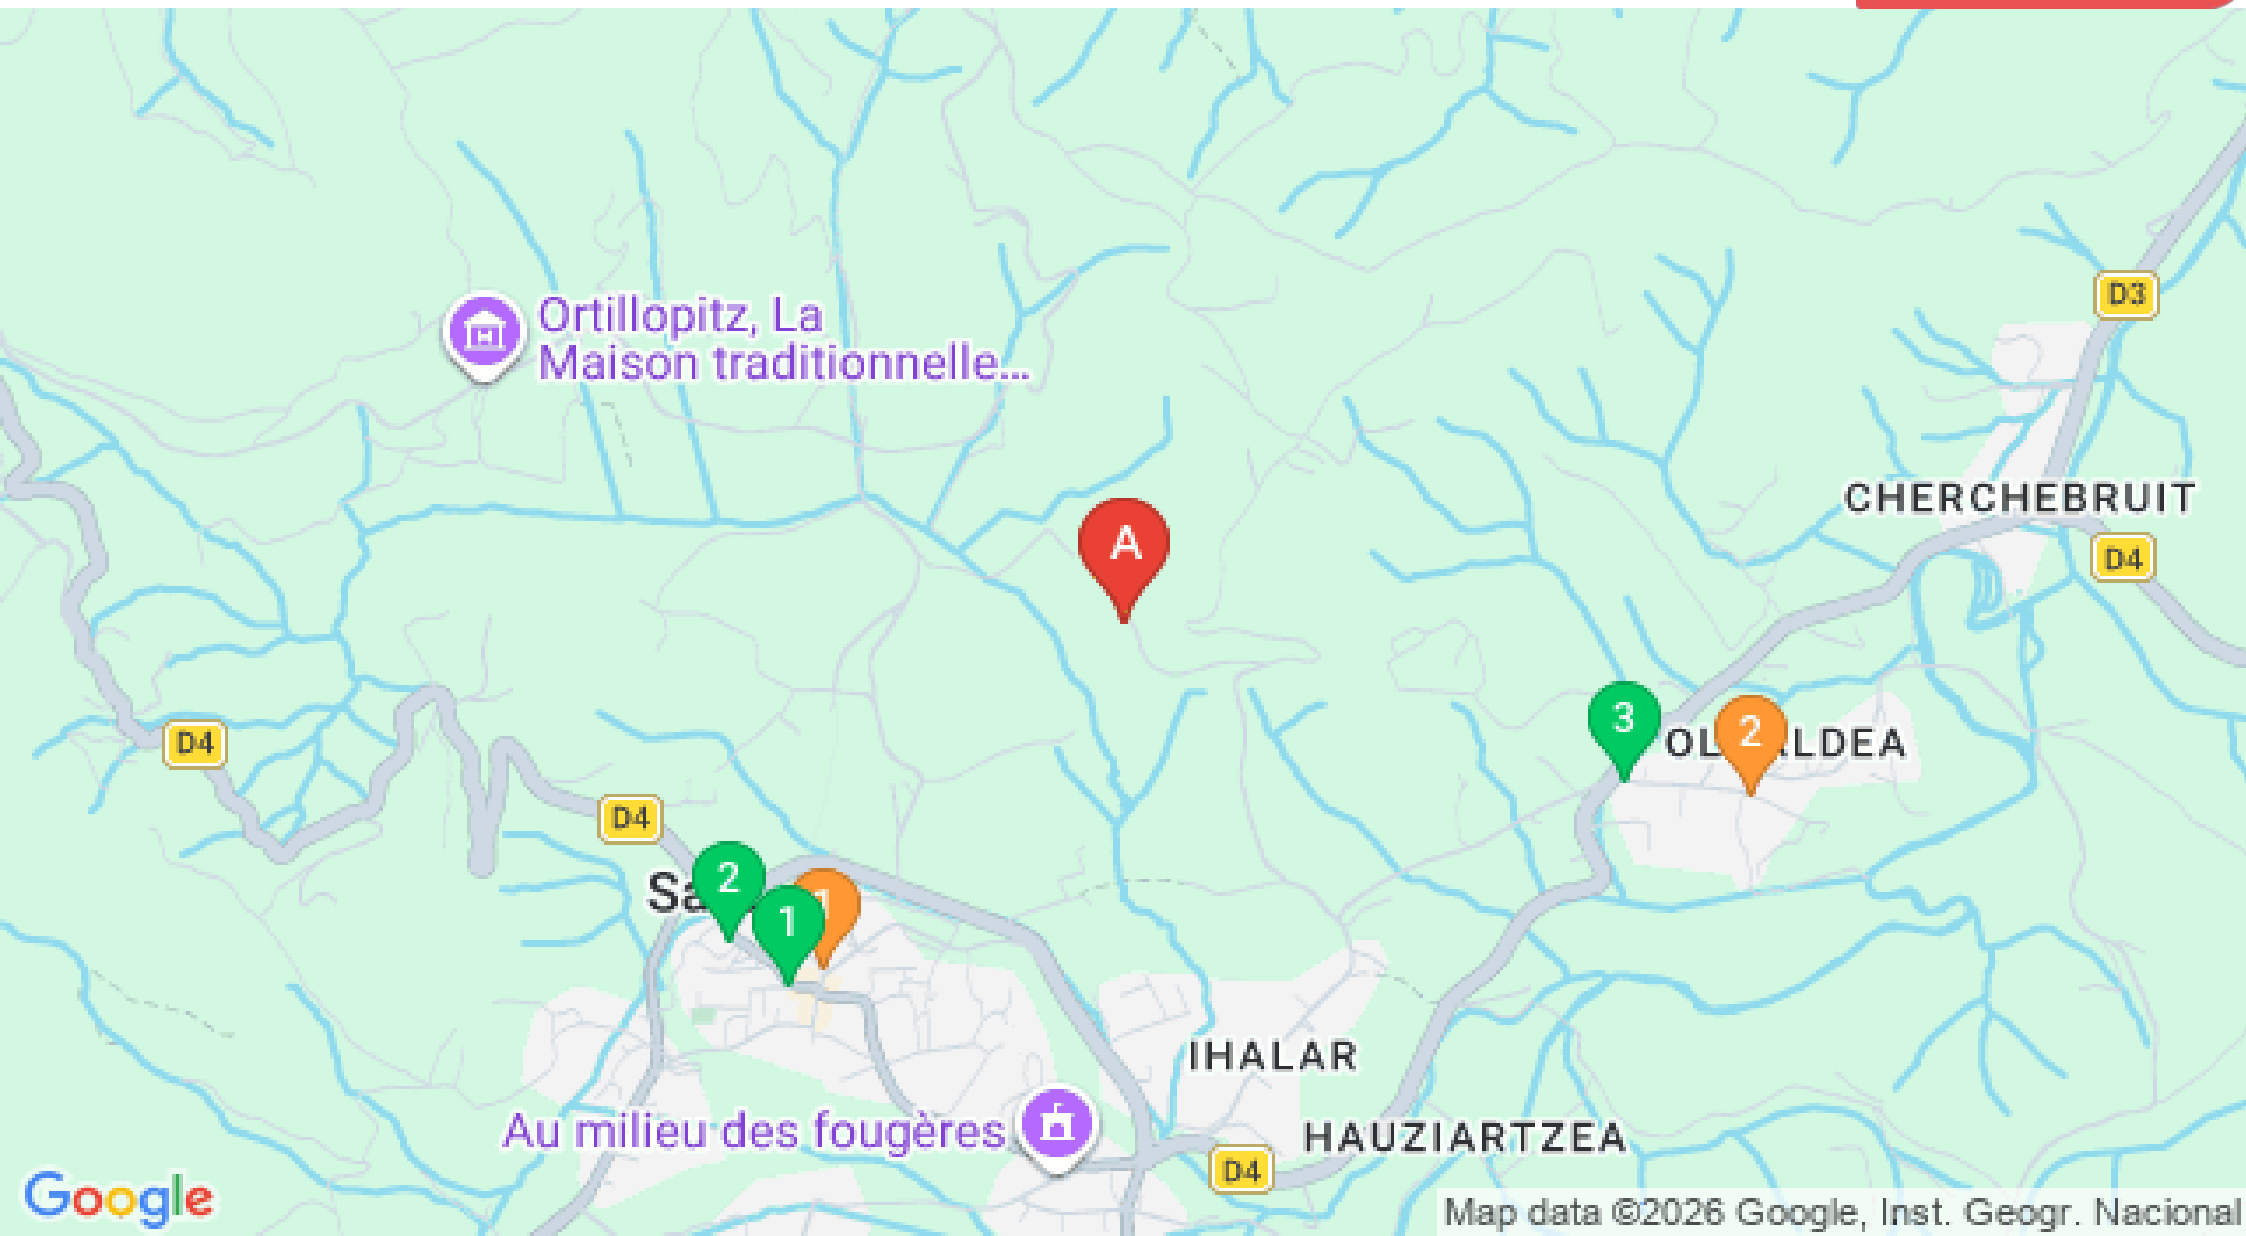 Ortillopitz, La
Maison traditionnelle...
D3
CHERCHEBRUIT
A
D4
3
2
D4
D4
2
1
1
IHALAR
Au milieu des fougères
HAUZIARTZEA
D4
Google
Map data ©2026 Google, Inst. Geogr. Nacional